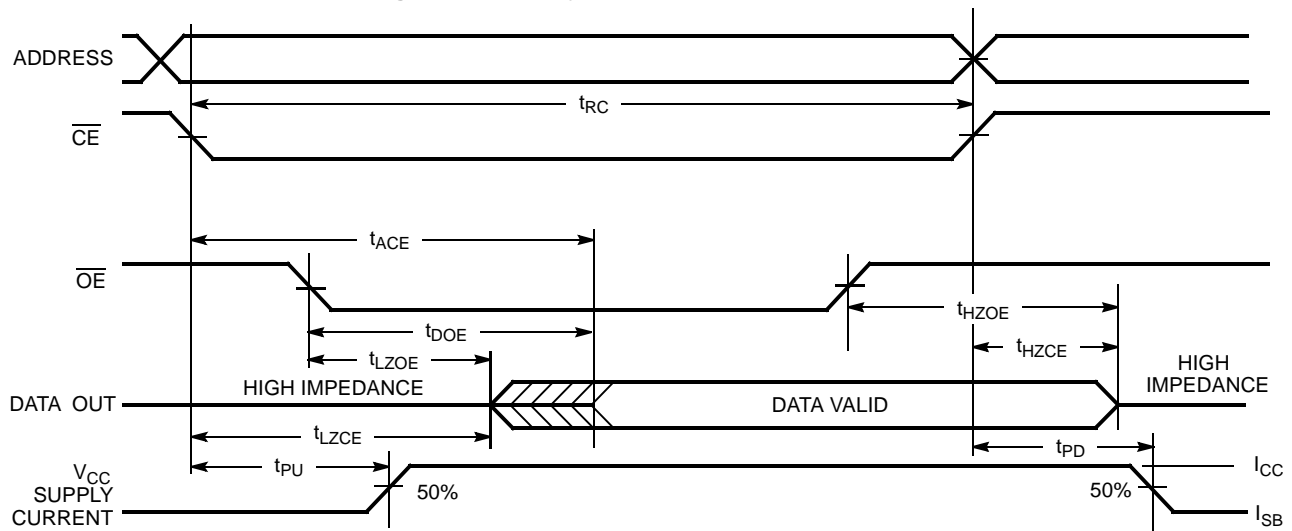 ADDRESS
tRC
CE
tACE
OE
tHZOE
tDOE
tHZCE
tLZOE
HIGH IMPEDANCE
HIGH
IMPEDANCE
DATA OUT
DATA VALID
tLZCE
tPD
tPU
VCC
SUPPLY
CURRENT
50%
50%
ICC
ISB